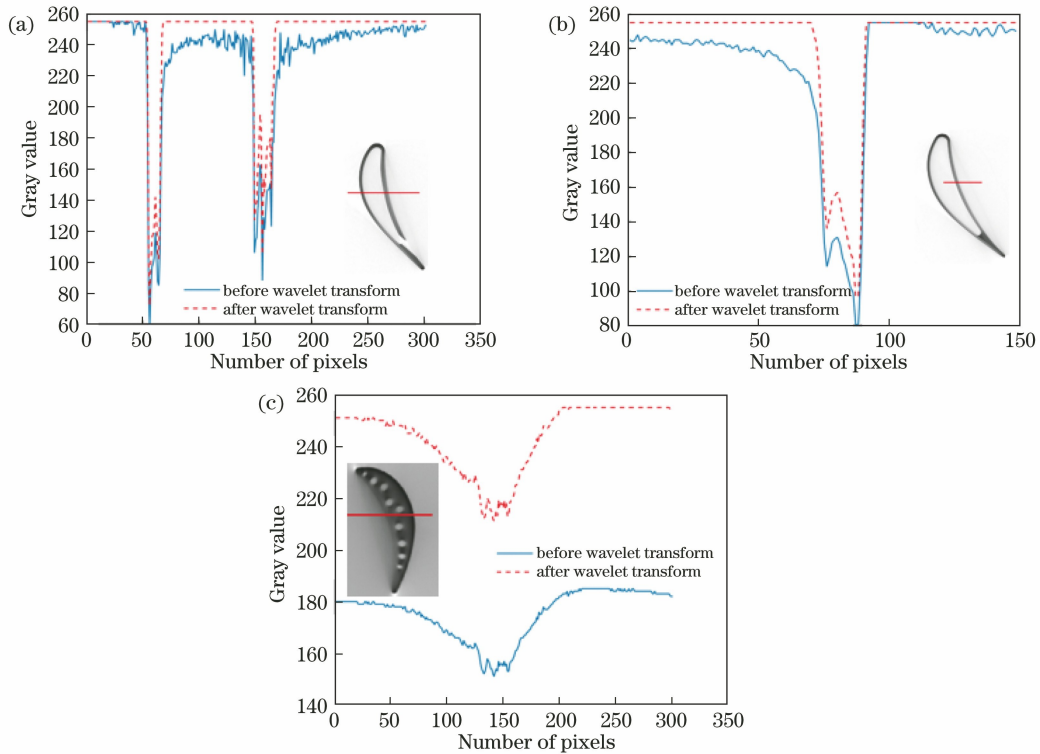 (a)
260
240
220
200
180
160
140
120
100
80
60
Gray value
before wavelet transform
after wavelet transform
0 50 100 150 200 250 300 350
Number of pixels
(b)
260
240
220
200
180
160
140
120
100
80
Gray value
before wavelet transform
after wavelet transform
0 50 100 150
Number of pixels
(c)
260
240
220
200
180
160
140
Gray value
before wavelet transform
after wavelet transform
0 50 100 150 200 250 300 350
Number of pixels